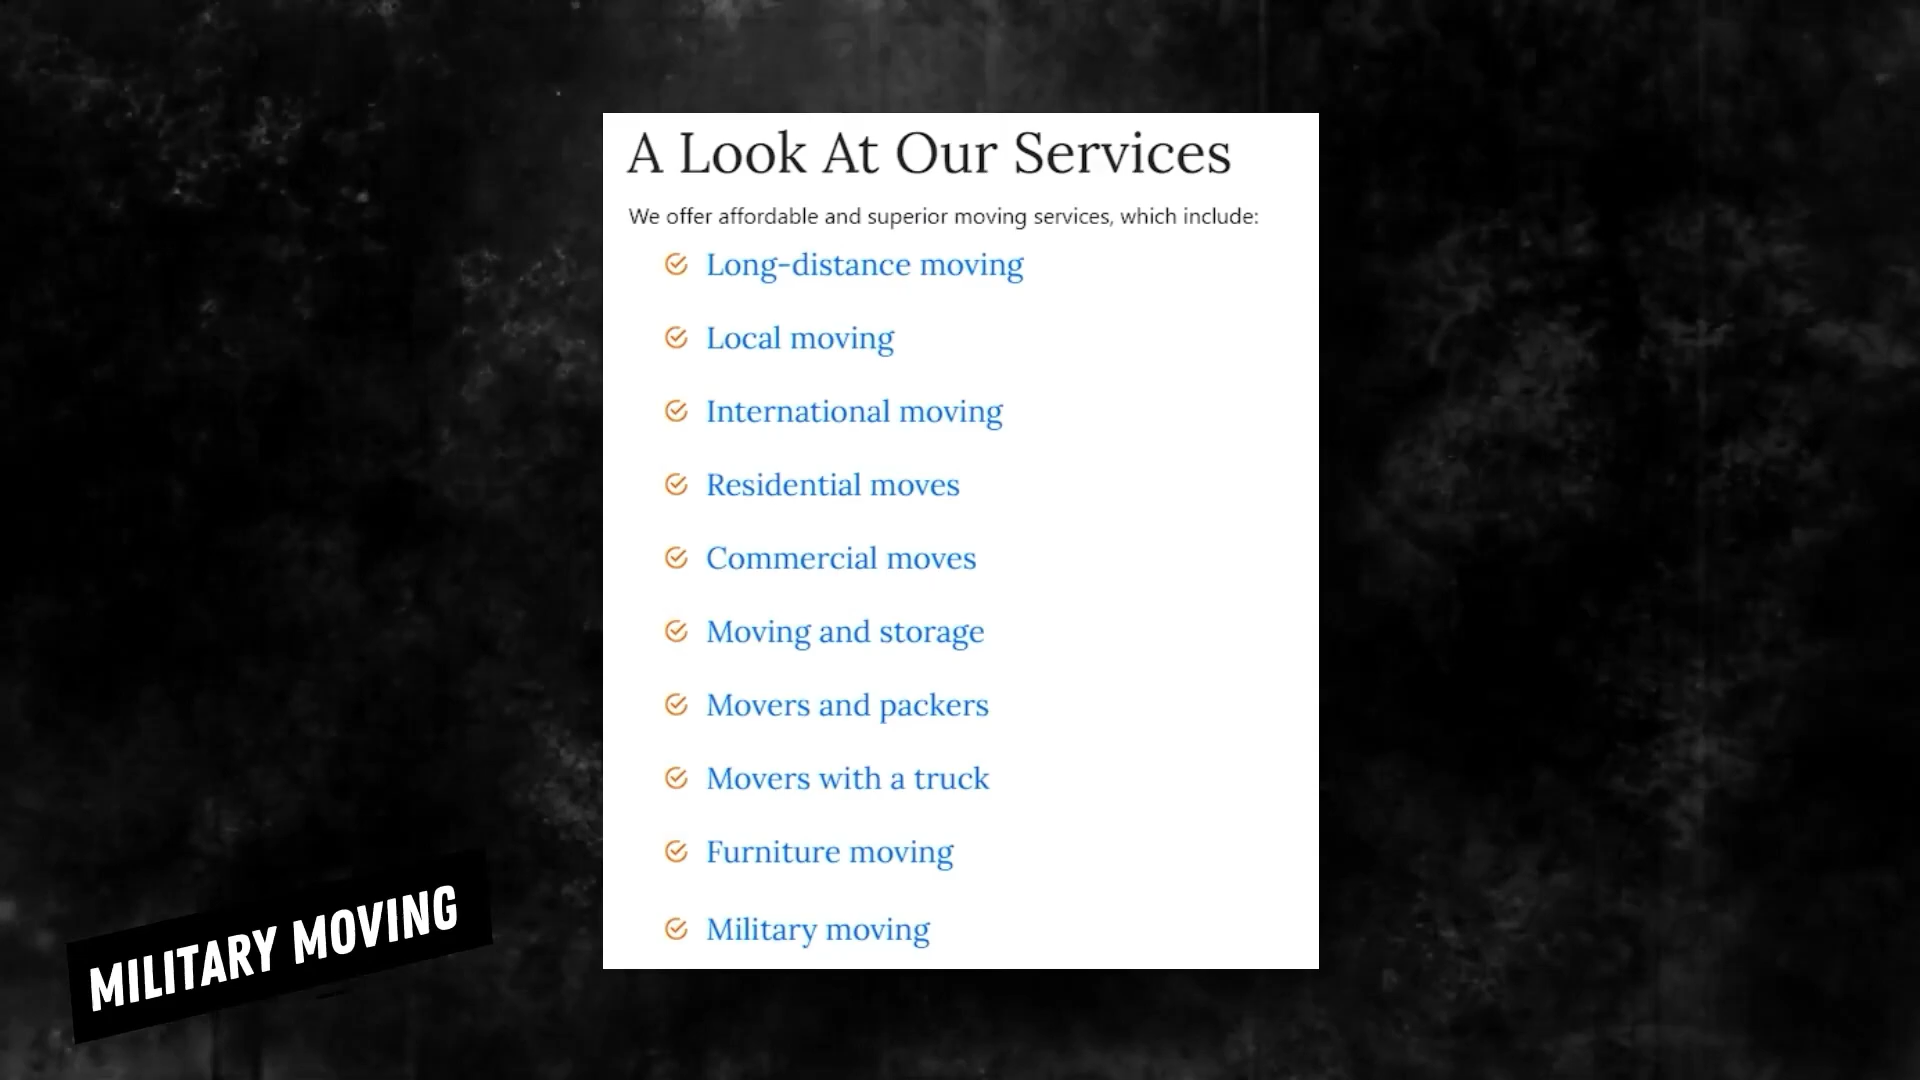 A Look At Our Services
We offer affordable and superior moving services, which include:
Long-distance moving
Local moving
International moving
Residential moves
Commercial moves
Moving and storage
Movers and packers
Movers with a truck
Furniture moving
Military moving
MILITARY MOVING